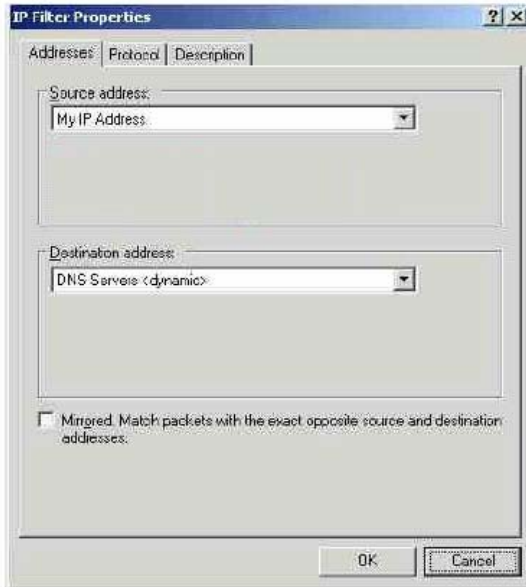 IP Filter Properties
Addresses Protocol Description
Source address:
My IP Address
Destination address:
DNS Servers <dynamic>
Mirrored. Match packets with the exact opposite source and destination
addresses.
OK Cancel